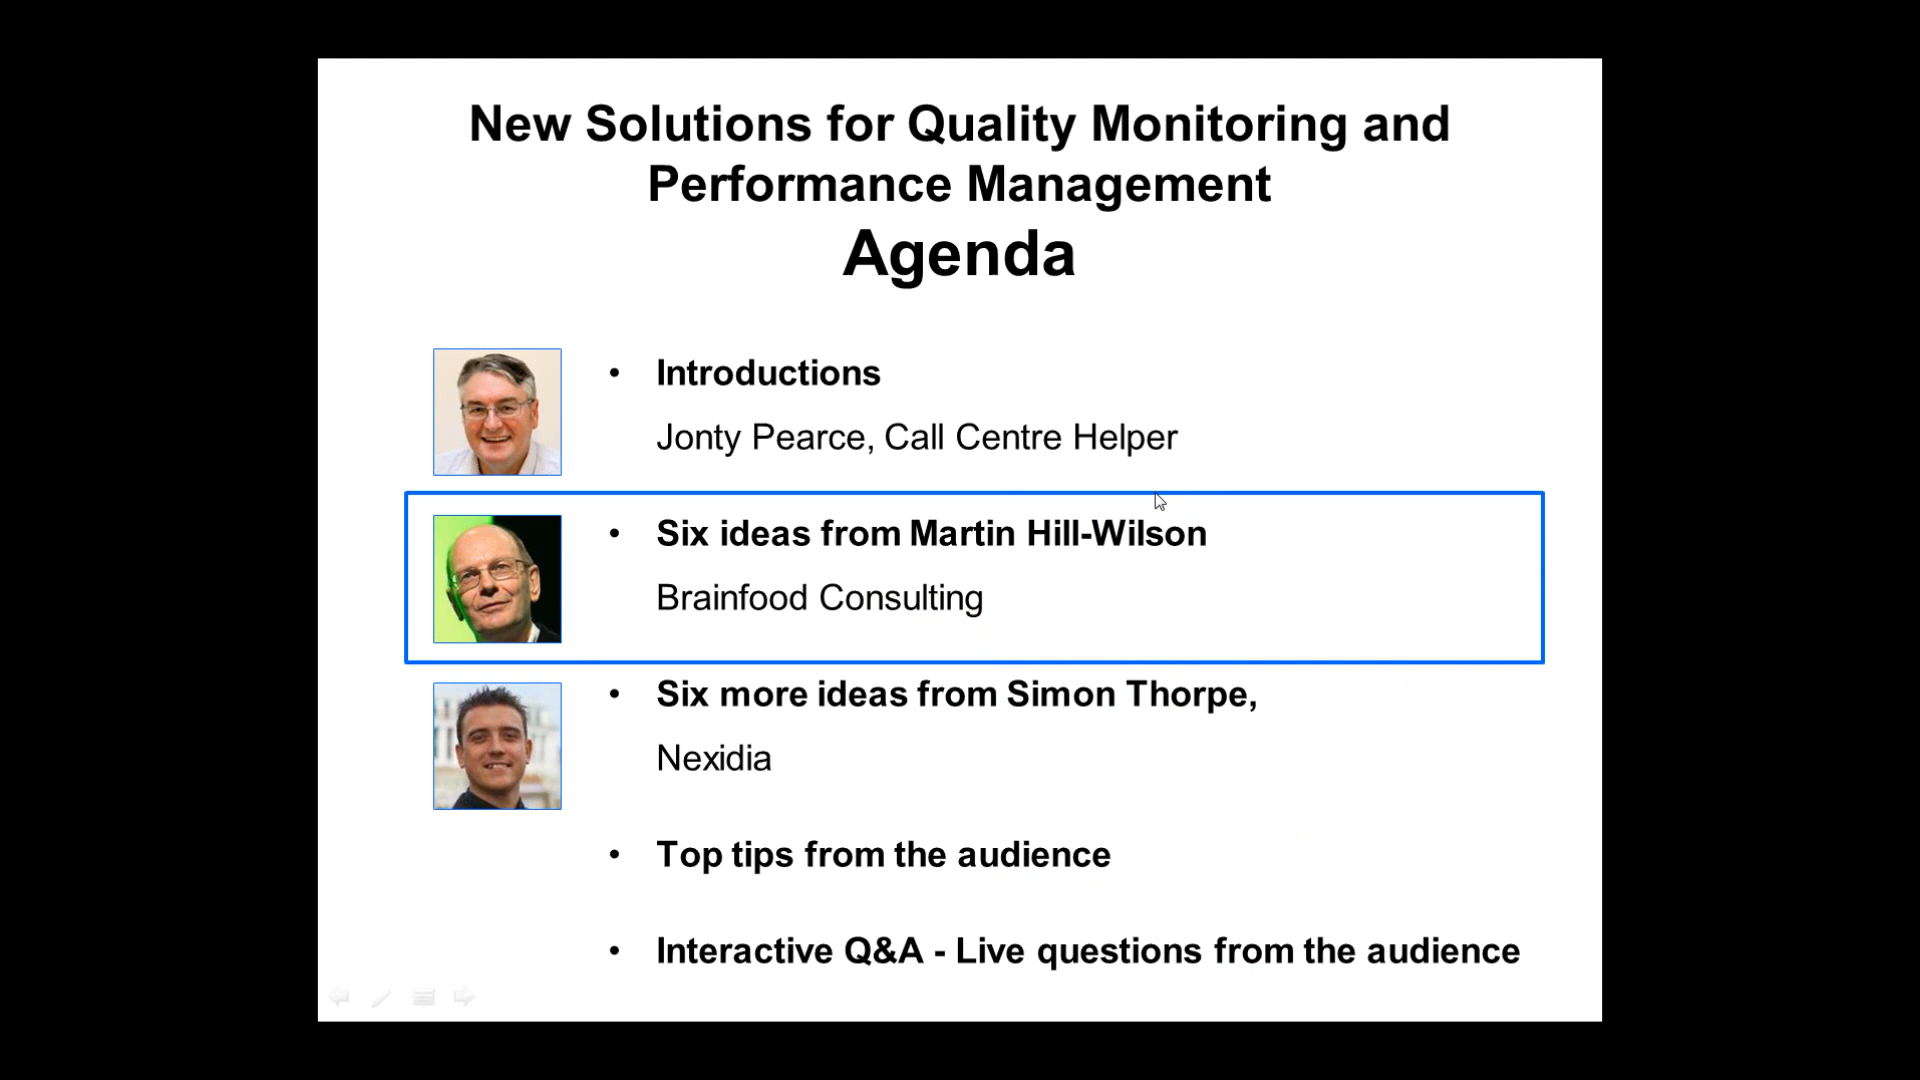 New Solutions for Quality Monitoring and
Performance Management
Agenda
• Introductions
Jonty Pearce, Call Centre Helper
• Six ideas from Martin Hill-Wilson
Brainfood Consulting
• Six more ideas from Simon Thorpe,
Nexidia
• Top tips from the audience
• Interactive Q&A - Live questions from the audience